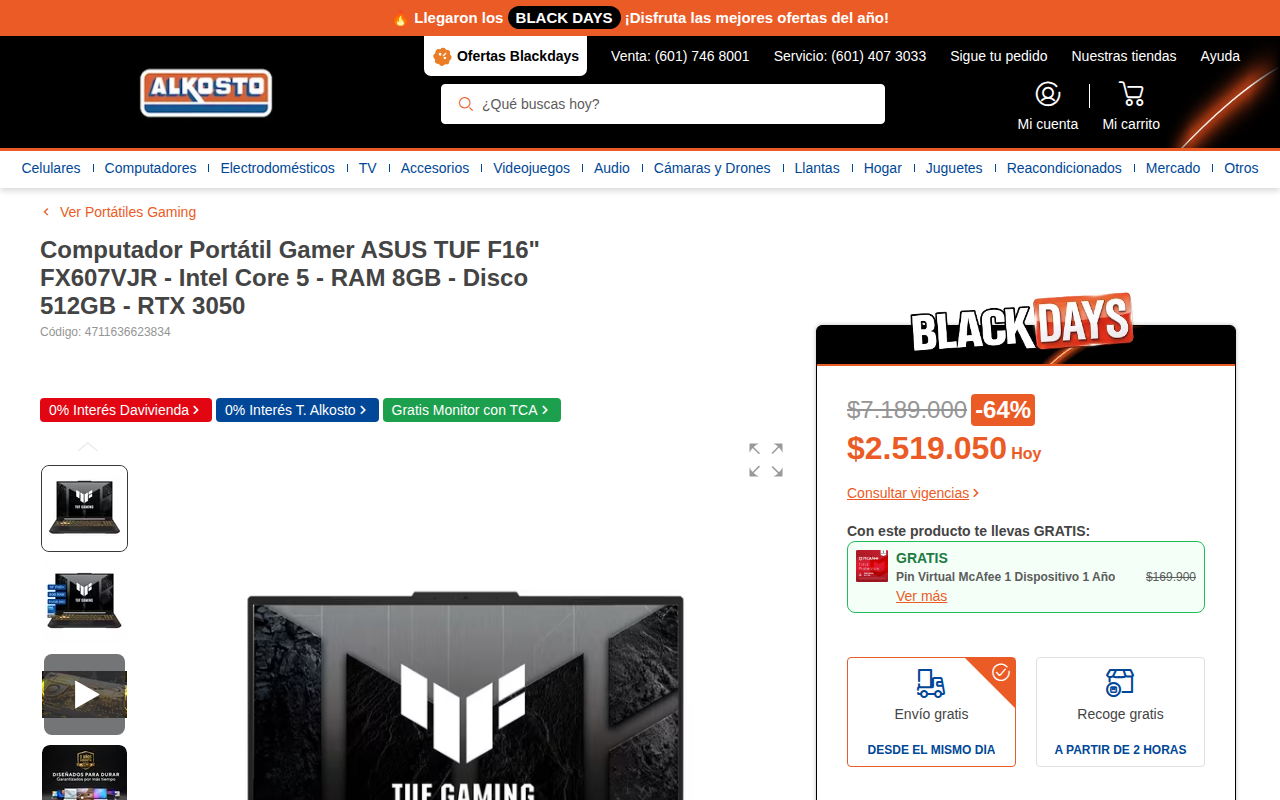 🔥 Llegaron los BLACK DAYS ¡Disfruta las mejores ofertas del año!
Ofertas Blackdays
Venta: (601) 746 8001
Servicio: (601) 407 3033
Sigue tu pedido
Nuestras tiendas
Ayuda
ALKOSTO
¿Qué buscas hoy?
Mi cuenta
Mi carrito
Celulares
Computadores
Electrodomésticos
TV
Accesorios
Videojuegos
Audio
Cámaras y Drones
Llantas
Hogar
Juguetes
Reacondicionados
Mercado
Otros
Ver Portátiles Gaming
Computador Portátil Gamer ASUS TUF F16"
FX607VJR - Intel Core 5 - RAM 8GB - Disco
512GB - RTX 3050
Código: 4711636623834
0% Interés Davivienda
0% Interés T. Alkosto
Gratis Monitor con TCA
TUF GAMING
DISEÑADOS PARA DURAR
TUF GAMING
BLACK DAYS
$7.189.000 -64%
$2.519.050 Hoy
Consultar vigencias
Con este producto te llevas GRATIS:
GRATIS
Pin Virtual McAfee 1 Dispositivo 1 Año
$169.900
Ver más
Envío gratis
DESDE EL MISMO DIA
Recoge gratis
A PARTIR DE 2 HORAS